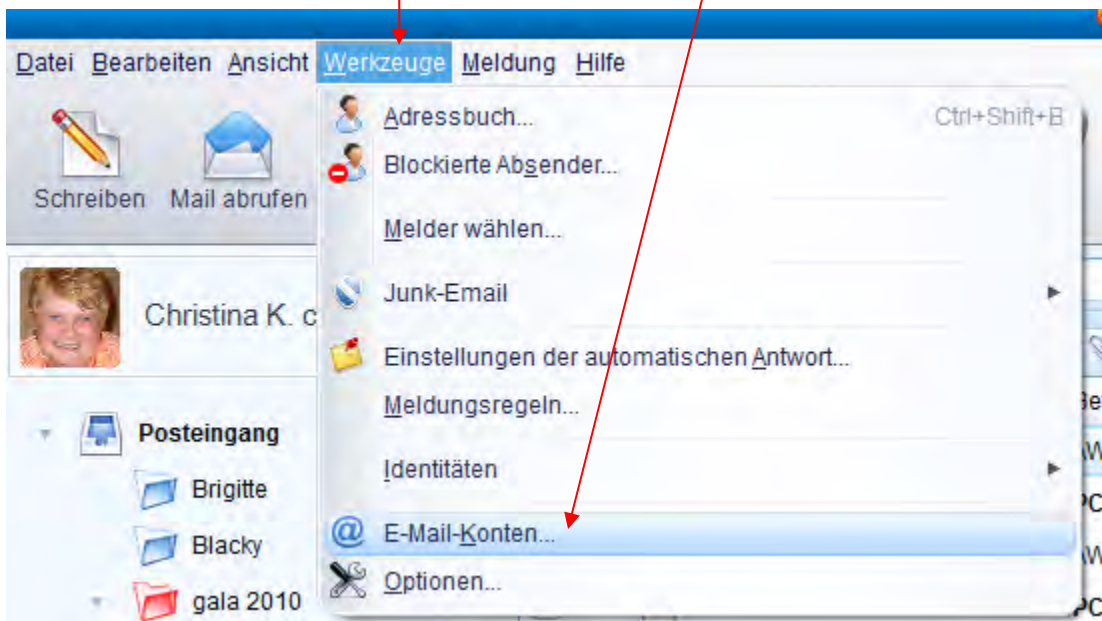 Datei Bearbeiten Ansicht Werkzeuge Meldung Hilfe
Adressbuch... Ctrl+Shift+B
Blockierte Absender...
Schreiben Mail abrufen
Melder wählen...
Junk-Email
Christina K. c
Einstellungen der automatischen Antwort...
Meldungsregeln...
Posteingang
Identitäten
Brigitte
E-Mail-Konten...
Blacky
Optionen...
gala 2010